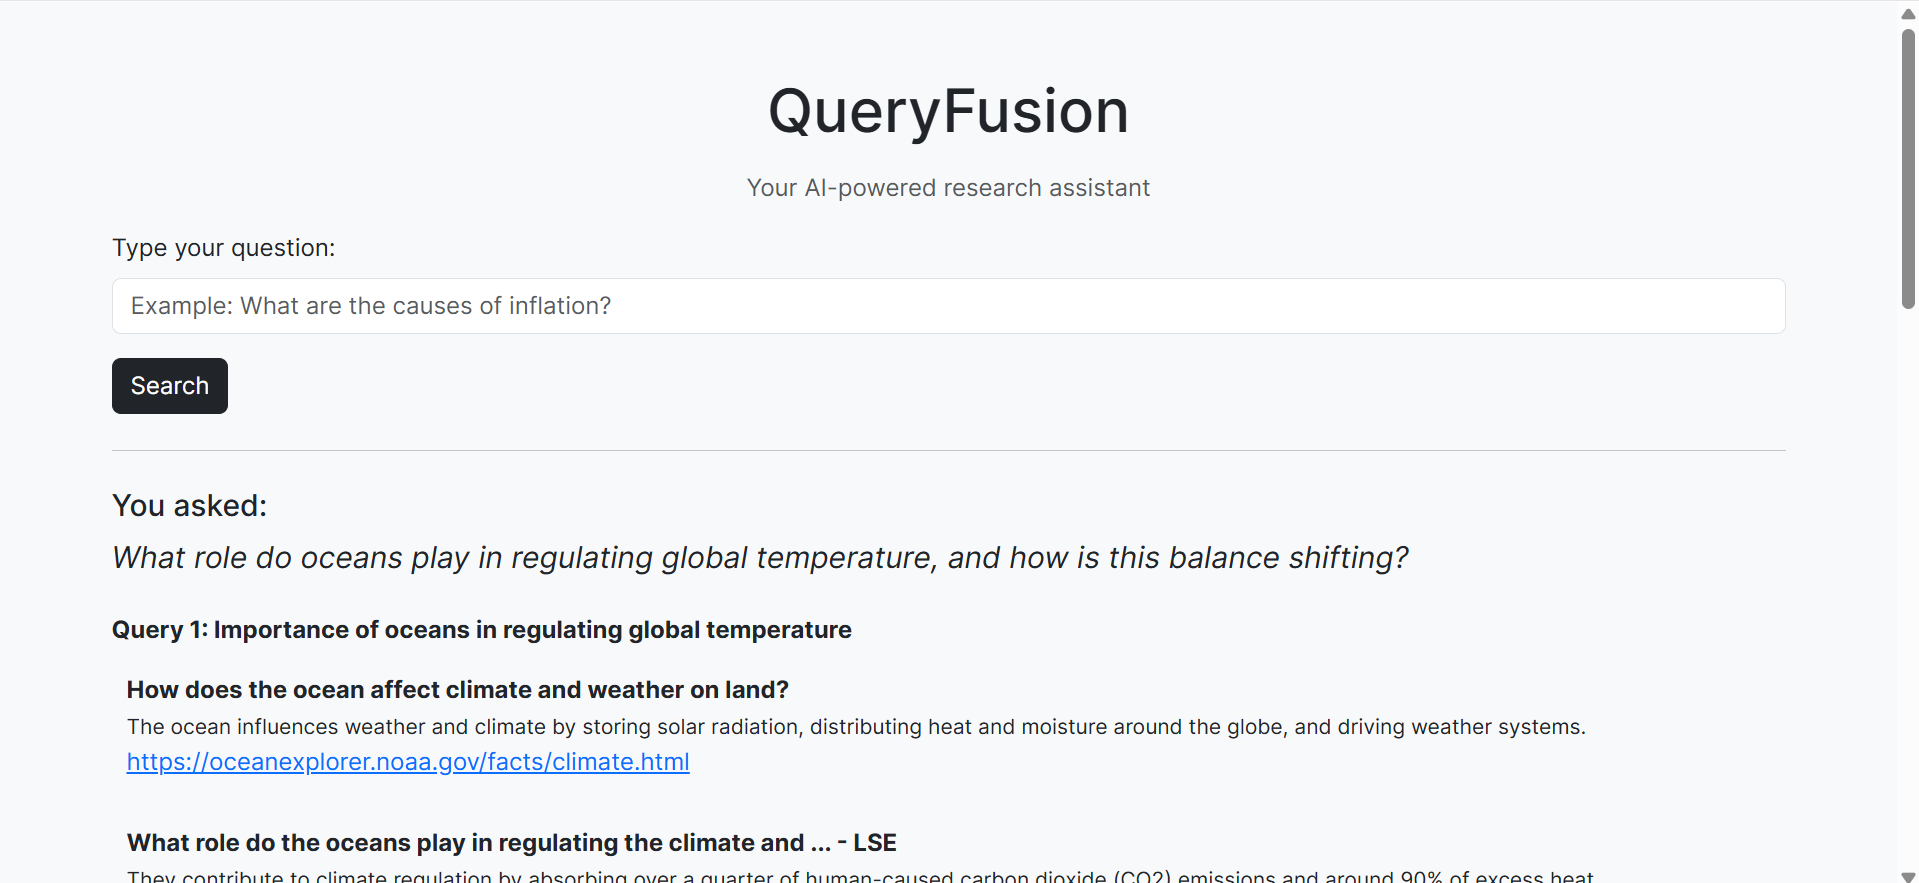 QueryFusion
Your AI-powered research assistant
Type your question:
Example: What are the causes of inflation?
Search
You asked:
What role do oceans play in regulating global temperature, and how is this balance shifting?
Query 1: Importance of oceans in regulating global temperature
How does the ocean affect climate and weather on land?
The ocean influences weather and climate by storing solar radiation, distributing heat and moisture around the globe, and driving weather systems.
https://oceanexplorer.noaa.gov/facts/climate.html
What role do the oceans play in regulating the climate and ... - LSE
They contribute to climate regulation by absorbing over a quarter of human-caused carbon dioxide (CO2) emissions and around 90% of excess heat